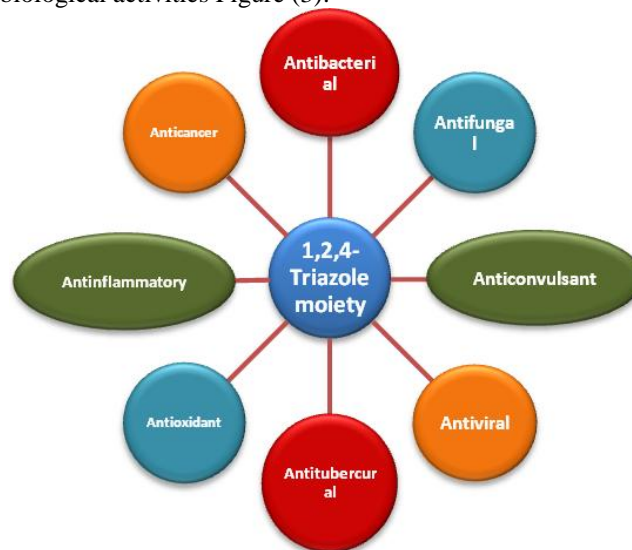 biological activities Figure (3).
Antibacteri
al
Anticancer
Antifunga
l
1,2,4-
Triazole
moiety
Antinflammatory
Anticonvulsant
Antioxidant
Antiviral
Antitubercur
al